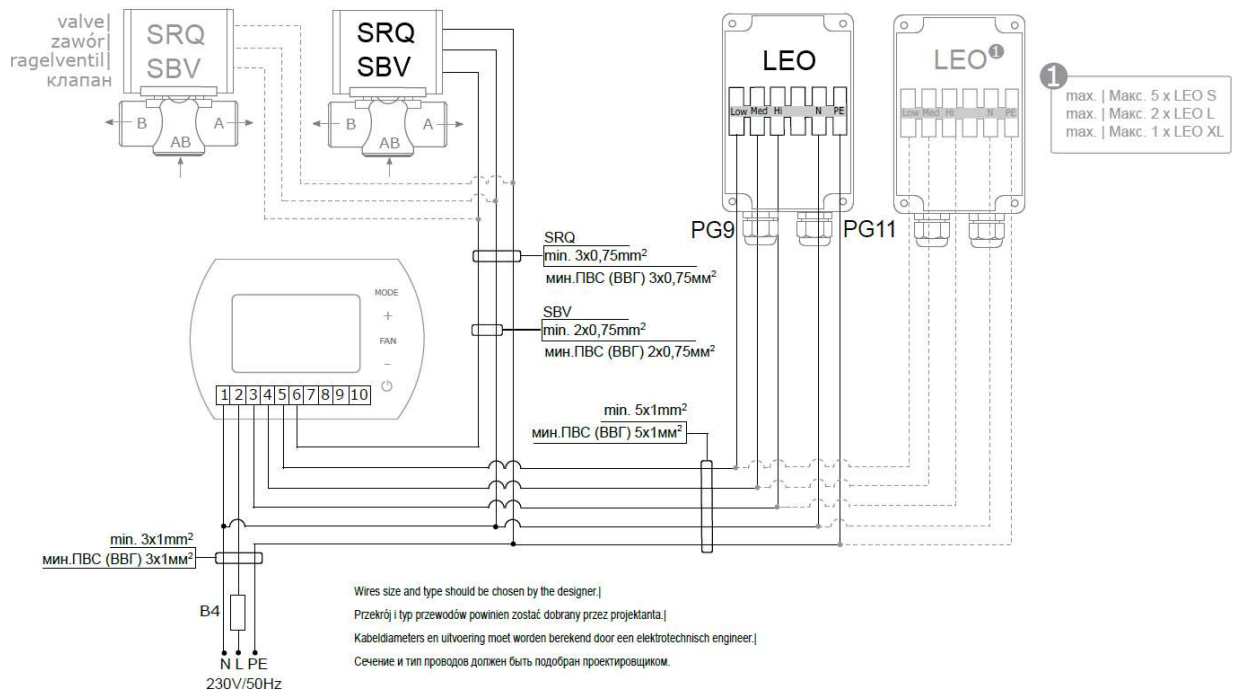 valve|
zawór|
ragelventil|
клапан
SRQ
SBV
B
A
AB
SRQ
SBV
B
A
AB
LEO
Low Med Hi N PE
LEO❶
Low Med Hi N PE
1
max. | Макс. 5 x LEO S
max. | Макс. 2 x LEO L
max. | Макс. 1 x LEO XL
PG9
PG11
SRQ
min. 3x0,75mm²
мин.ПВС (ВВГ) 3x0,75мм²
SBV
min. 2x0,75mm²
мин.ПВС (ВВГ) 2x0,75мм²
MODE
+
FAN
−
1 2 3 4 5 6 7 8 9 10
min. 5x1mm²
мин.ПВС (ВВГ) 5x1мм²
min. 3x1mm²
мин.ПВС (ВВГ) 3x1мм²
B4
N L PE
230V/50Hz
Wires size and type should be chosen by the designer.|
Przekrój i typ przewodów powinien zostać dobrany przez projektanta.|
Kabeldiameters en uitvoering moet worden berekend door een elektrotechnisch engineer.|
Сечение и тип проводов должен быть подобран проектировщиком.